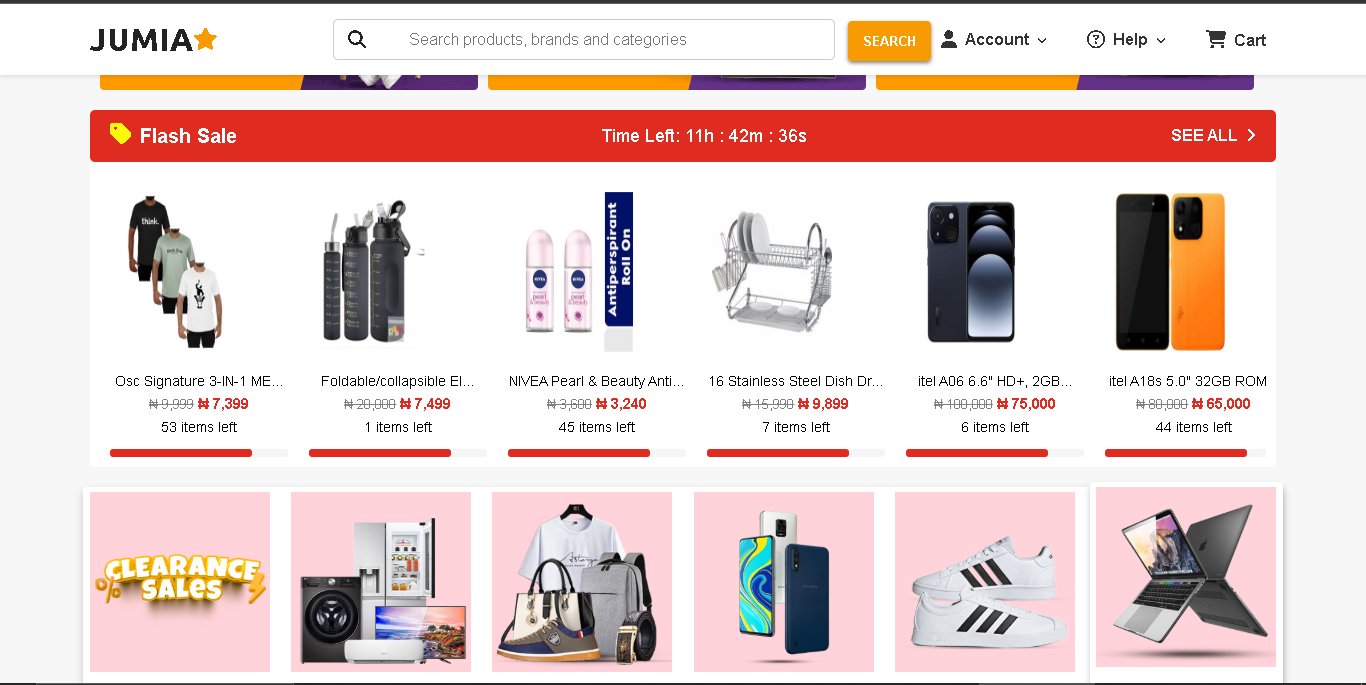 JUMIA
Search products, brands and categories
SEARCH
Account
Help
Cart
Flash Sale
Time Left: 11h : 42m : 36s
SEE ALL
think.
NIVEA
pearl
& beauty
NIVEA
pearl
& beauty
Antiperspirant
Roll On
Osc Signature 3-IN-1 ME...
₦ 9,999 ₦ 7,399
53 items left
Foldable/collapsible El...
₦ 20,000 ₦ 7,499
1 items left
NIVEA Pearl & Beauty Anti...
₦ 3,600 ₦ 3,240
45 items left
16 Stainless Steel Dish Dr...
₦ 15,990 ₦ 9,899
7 items left
itel A06 6.6" HD+, 2GB...
₦ 100,000 ₦ 75,000
6 items left
itel A18s 5.0" 32GB ROM
₦ 80,000 ₦ 65,000
44 items left
CLEARANCE
% SALES